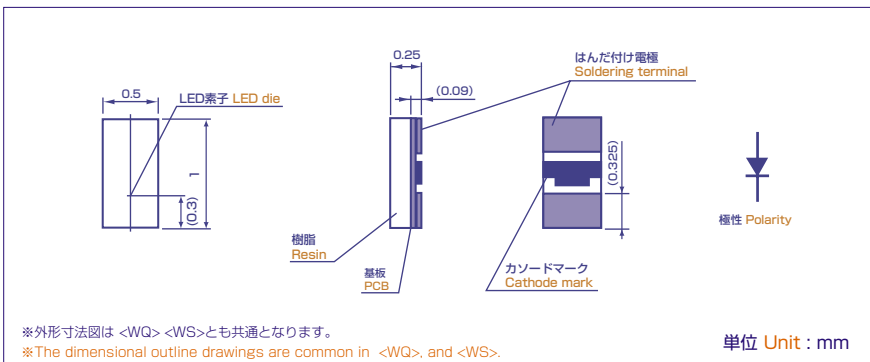 0.5
LED素子 LED die
1
(0.3)
0.25
(0.09)
樹脂
Resin
基板
PCB
はんだ付け電極
Soldering terminal
(0.325)
カソードマーク
Cathode mark
極性 Polarity
※外形寸法図は <WQ> <WS>とも共通となります。
※The dimensional outline drawings are common in <WQ>, and <WS>.
単位 Unit : mm